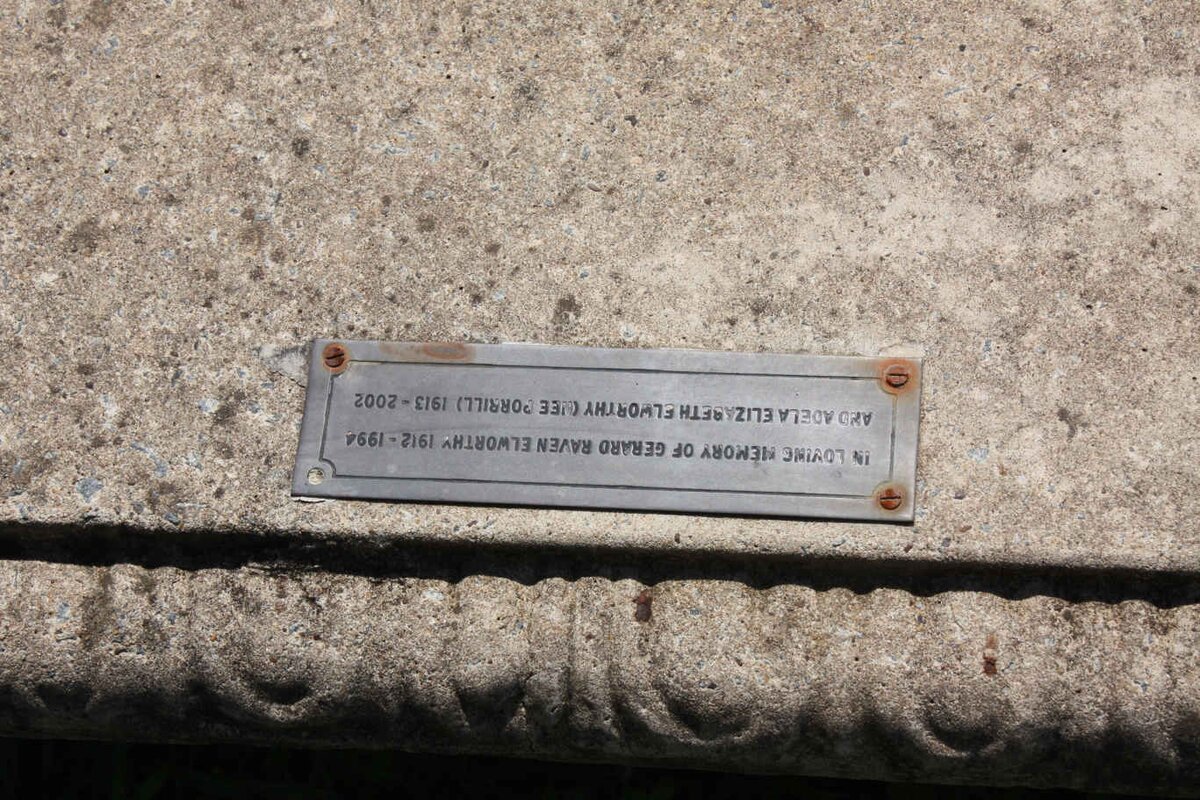 IN LOVING MEMORY OF GERARD RAVEN ELWORTHY 1912 - 1994
AND ADELA ELIZABETH ELWORTHY (NEE PORRILL) 1913 - 2002